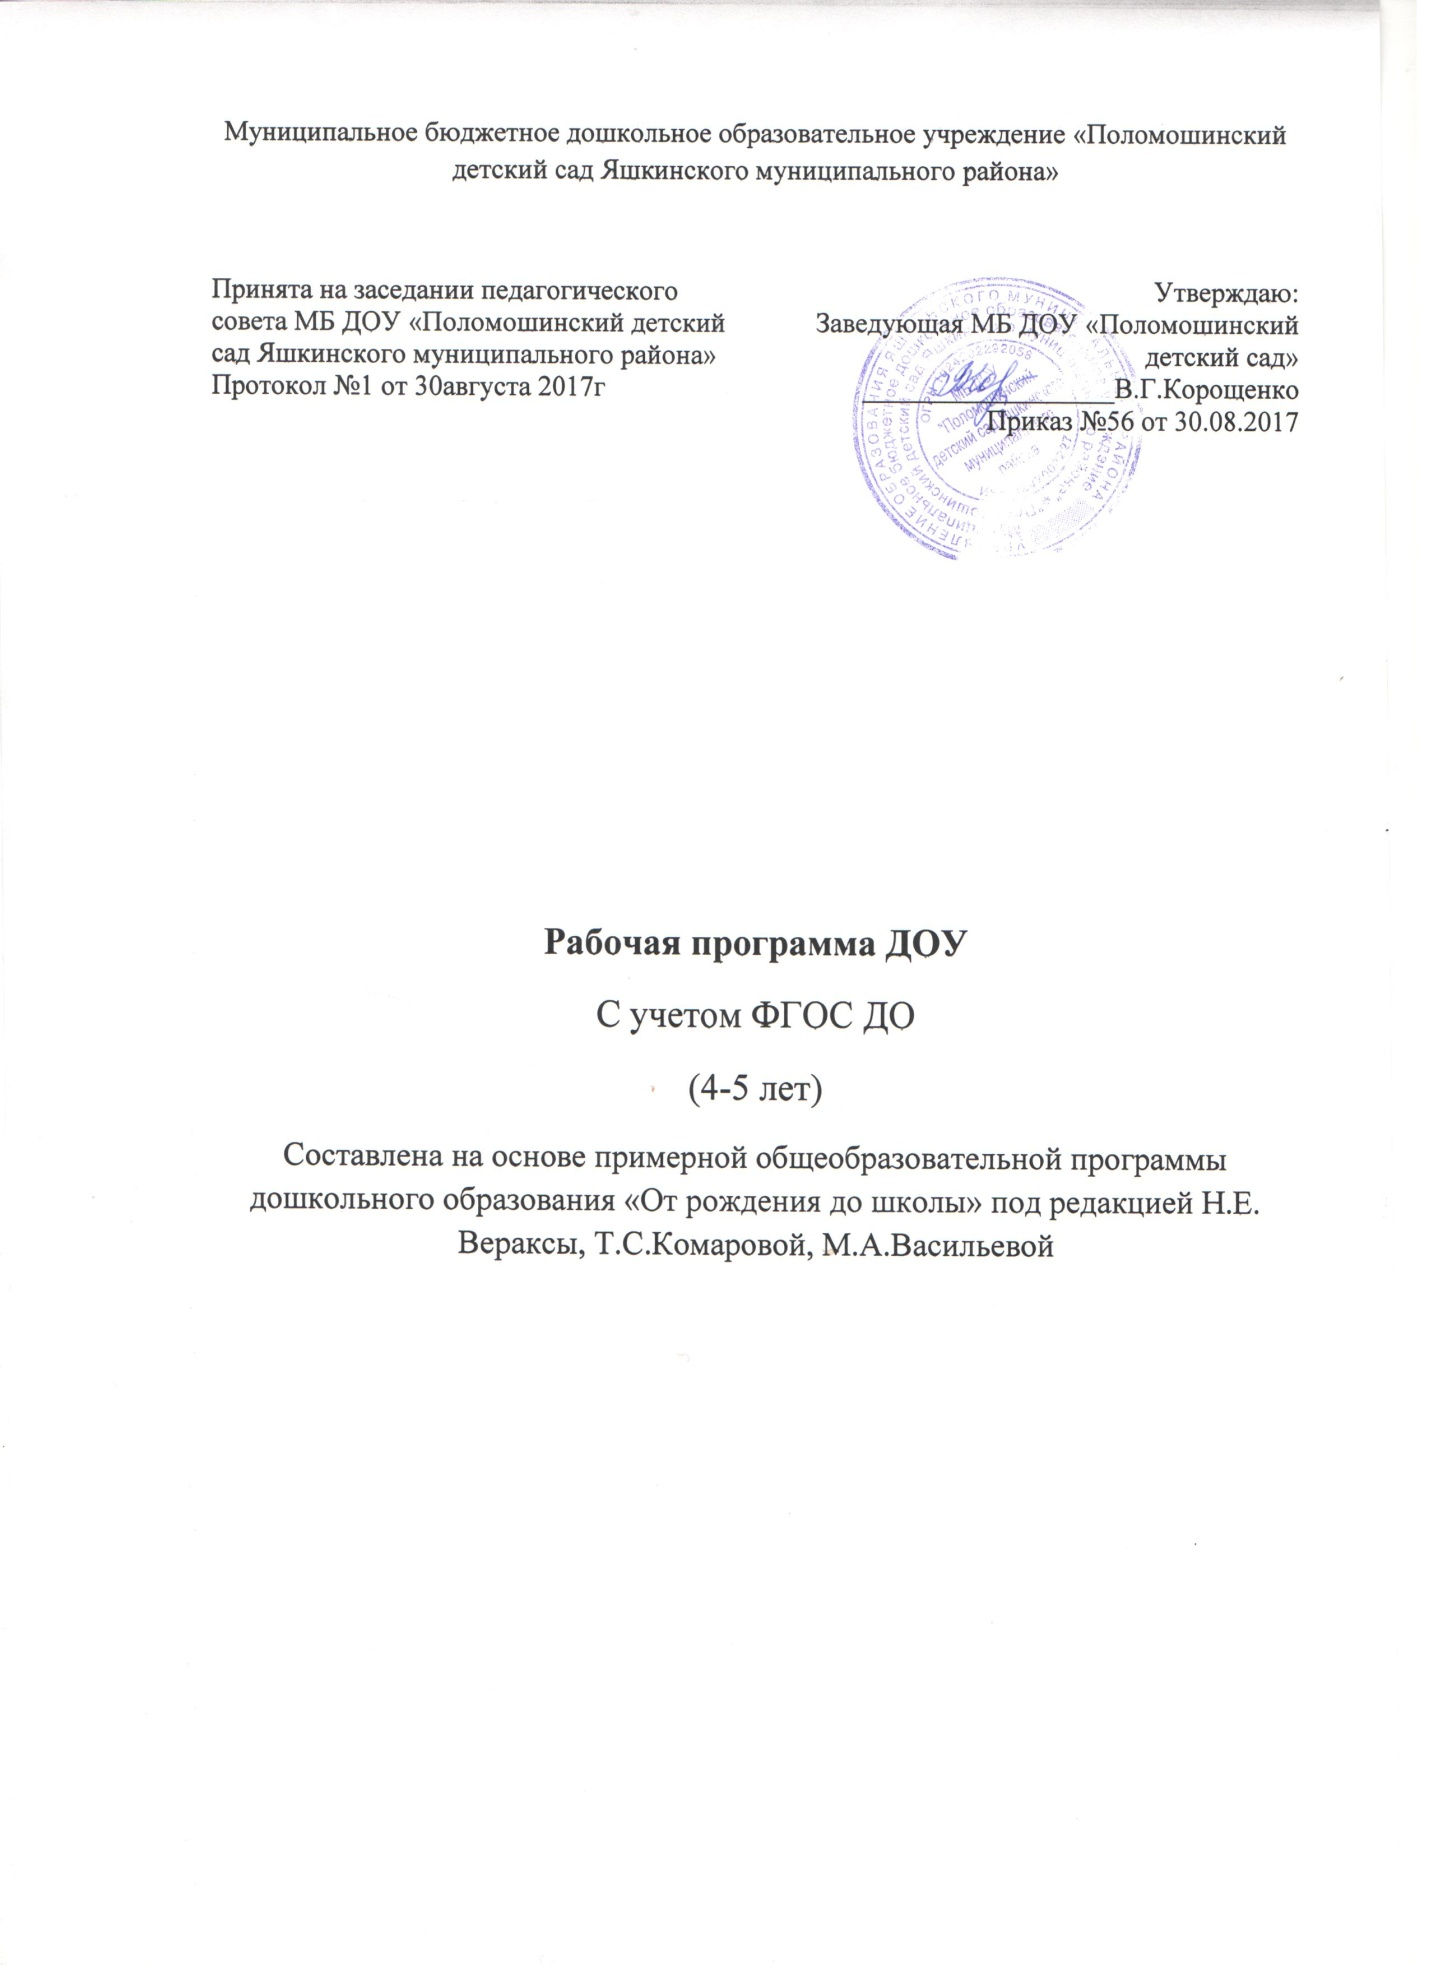 Муниципальное бюджетное дошкольное образовательное учреждение «Поломошинский
детский сад Яшкинского муниципального района»
Принята на заседании педагогического
совета МБ ДОУ «Поломошинский детский
сад Яшкинского муниципального района»
Протокол №1 от 30августа 2017г
Утверждаю:
Заведующая МБ ДОУ «Поломошинский
детский сад»
__________________В.Г.Корощенко
Приказ №56 от 30.08.2017
Рабочая программа ДОУ
С учетом ФГОС ДО
(4-5 лет)
Составлена на основе примерной общеобразовательной программы
дошкольного образования «От рождения до школы» под редакцией Н.Е.
Вераксы, Т.С.Комаровой, М.А.Васильевой